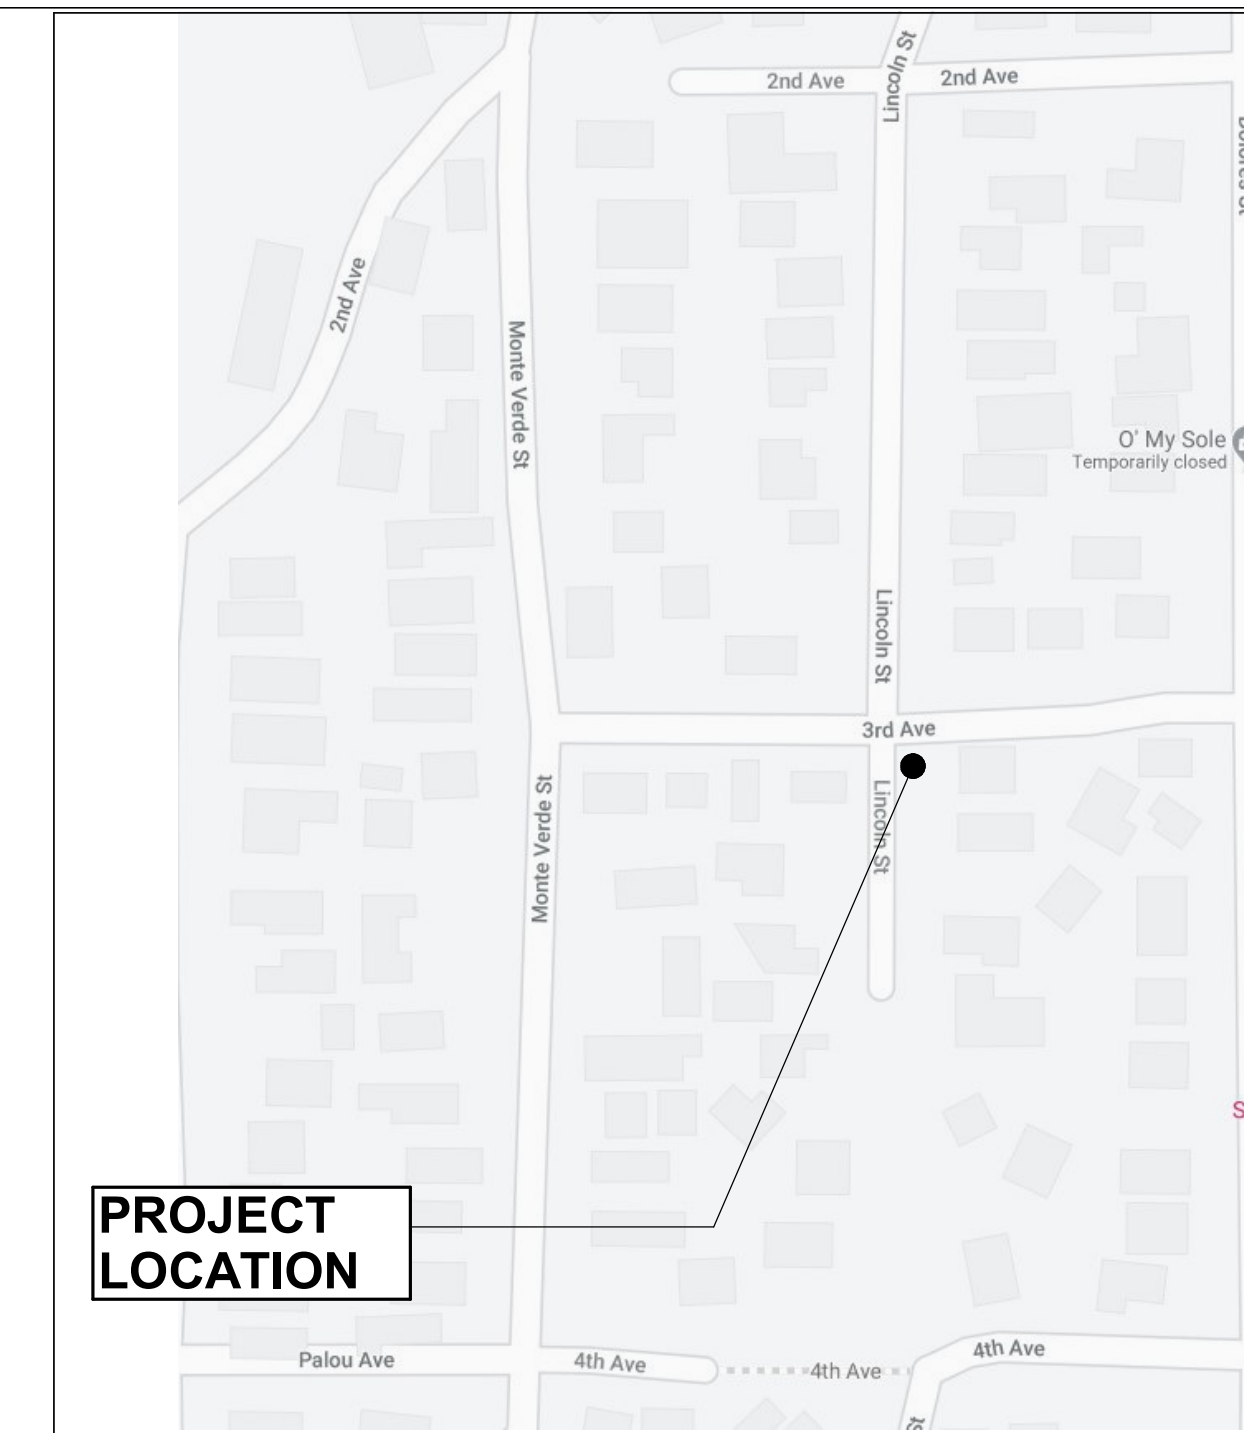 Lincoln St
2nd Ave
2nd Ave
2nd Ave
Monte Verde St
O' My Sole
Temporarily closed
Lincoln St
3rd Ave
Lincoln St
Monte Verde St
PROJECT
LOCATION
Palou Ave
4th Ave
4th Ave
4th Ave
St